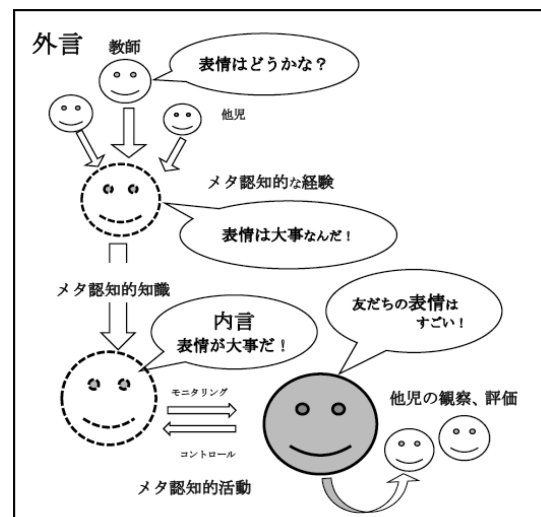 外言
教師
表情はどうかな？
他児
メタ認知的な経験
表情は大事なんだ！
メタ認知的知識
内言
表情が大事だ！
友だちの表情は
すごい！
モニタリング
コントロール
他児の観察、評価
メタ認知的活動